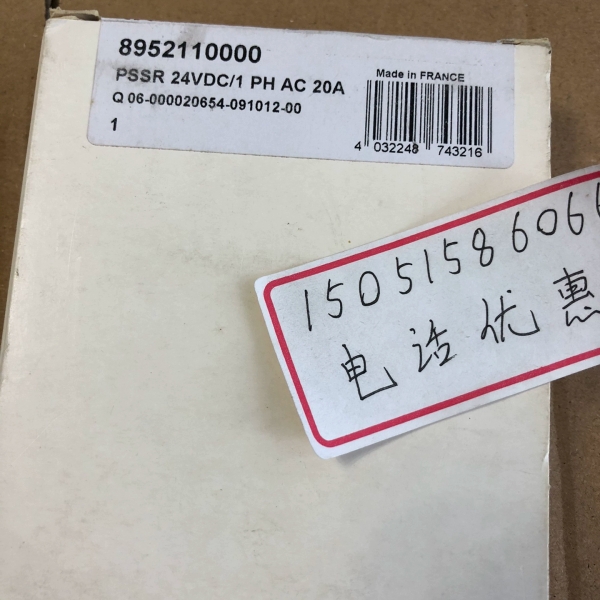 8952110000
PSSR 24VDC/1 PH AC 20A
Q 06-000020654-091012-00
1
Made in FRANCE
4 032248 743216
1505158606
电话优惠